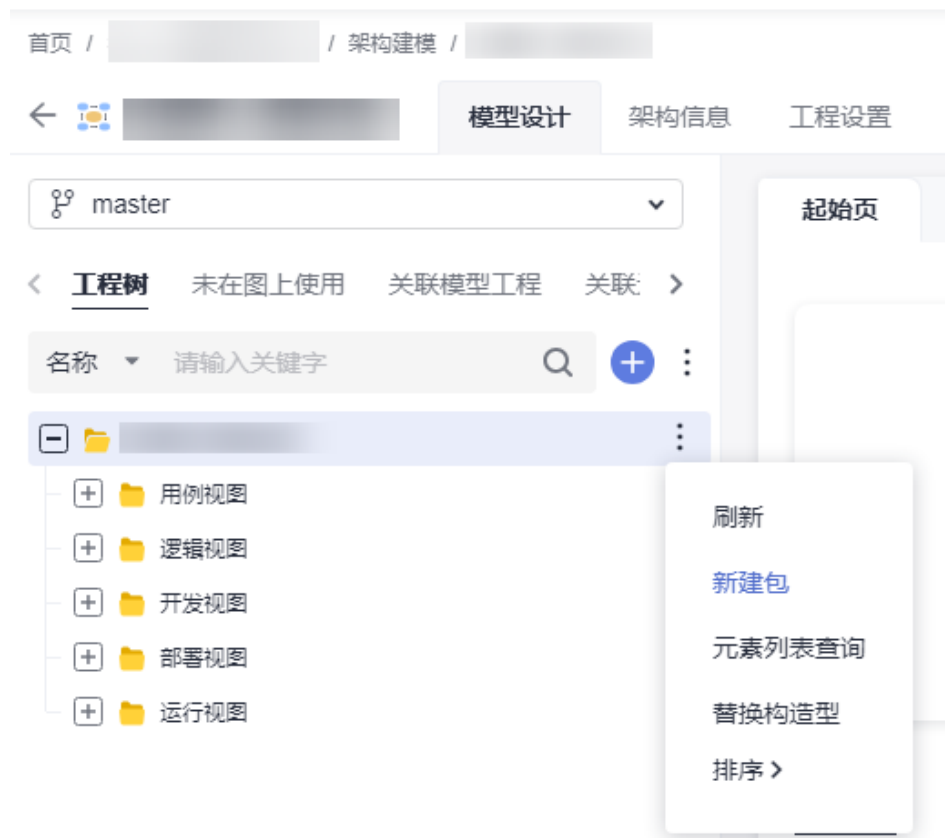 首页 / / 架构建模 /
模型设计 架构信息 工程设置
master
起始页
工程树 未在图上使用 关联模型工程 关联
名称 请输入关键字
用例视图
逻辑视图
开发视图
部署视图
运行视图
刷新
新建包
元素列表查询
替换构造型
排序 >